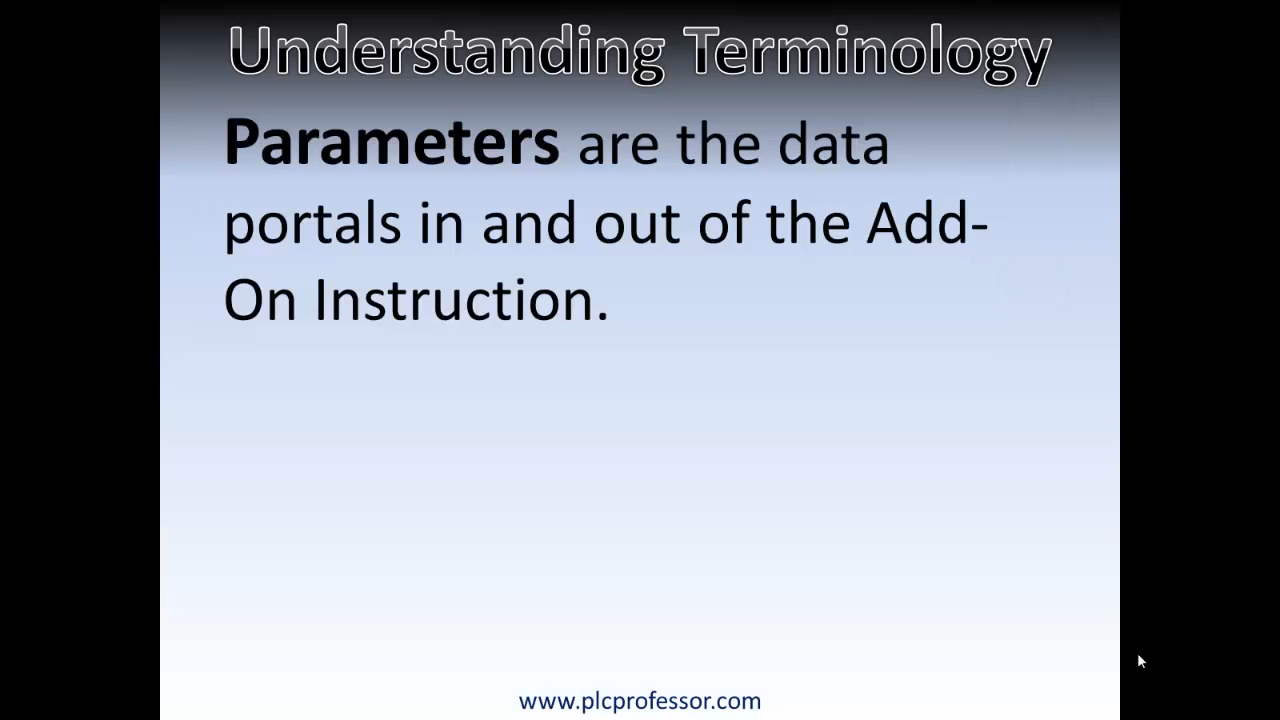 Understanding Terminology
Parameters are the data
portals in and out of the Add-
On Instruction.
www.plcprofessor.com